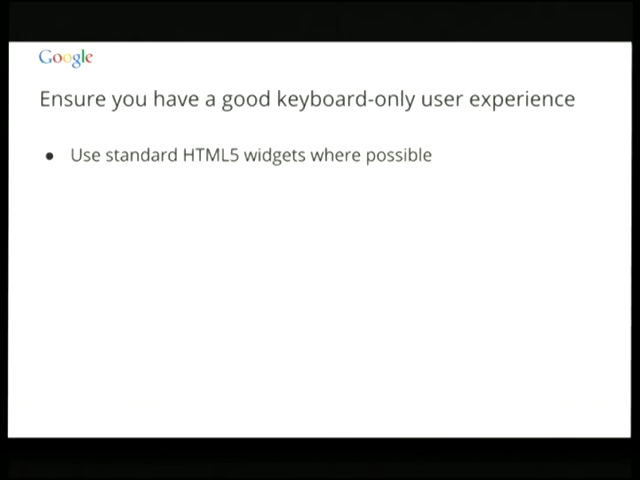 Google
Ensure you have a good keyboard-only user experience
● Use standard HTML5 widgets where possible